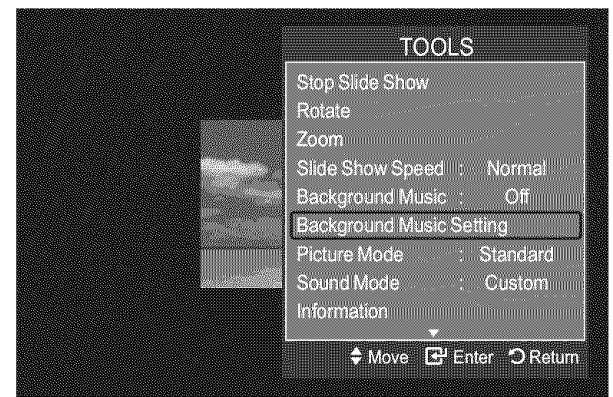 TOOLS
Stop Slide Show
Rotate
Zoom
Slide Show Speed : Normal
Background Music : Off
Background Music Setting
Picture Mode : Standard
Sound Mode : Custom
Information
Move Enter Return